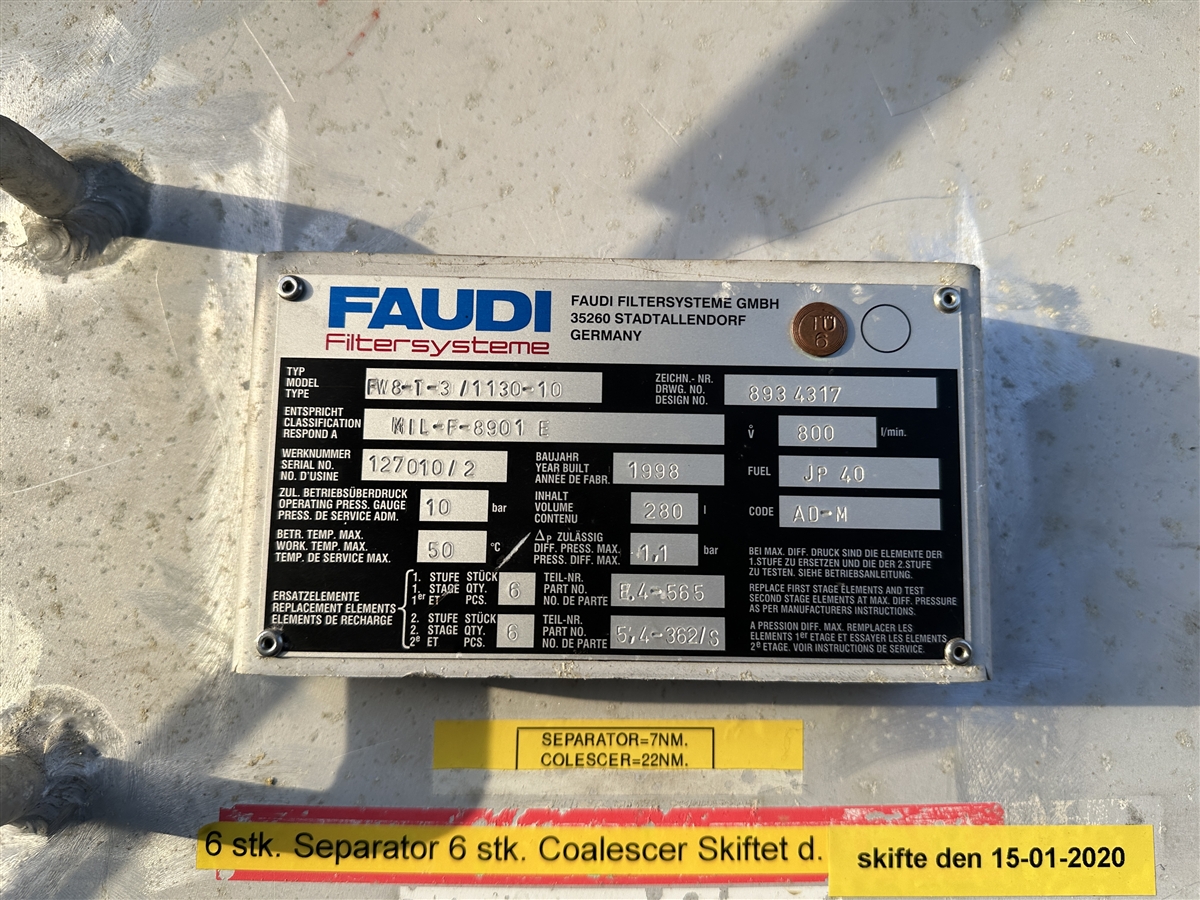 FAUDI
Filtersysteme
FAUDI FILTERSYSTEME GMBH
35260 STADTALLENDORF
GERMANY
TÜ
6
TYP
MODEL
TYPE
FW8-T-3/1130-10
ZEICHN.- NR.
DRWG. NO.
DESIGN NO.
893 4317
ENTSPRICHT
CLASSIFICATION
RESPOND A
MIL-F-8901 E
V̊ 800 l/min.
WERKNUMMER
SERIAL NO.
NO. D'USINE
127010/2
BAUJAHR
YEAR BUILT
ANNEE DE FABR.
1998
FUEL JP 40
ZUL. BETRIEBSÜBERDRUCK
OPERATING PRESS. GAUGE
PRESS. DE SERVICE ADM.
10 bar
INHALT
VOLUME
CONTENU
280 l
CODE AO-M
BETR. TEMP. MAX.
WORK. TEMP. MAX.
TEMP. DE SERVICE MAX.
50 °C
Δp ZULÄSSIG
DIFF. PRESS. MAX.
PRESS. DIFF. MAX.
1,1 bar
ERSATZELEMENTE
REPLACEMENT ELEMENTS
ELEMENTS DE RECHARGE
1. STUFE STÜCK
1. STAGE QTY.
1er ET PCS.
6
TEIL-NR.
PART NO.
NO. DE PARTE
E,4-565
2. STUFE STÜCK
2. STAGE QTY.
2e ET PCS.
6
TEIL-NR.
PART NO.
NO. DE PARTE
5,4-362/S
BEI MAX. DIFF. DRUCK SIND DIE ELEMENTE DER
1.STUFE ZU ERSETZEN UND DIE DER 2.STUFE
ZU TESTEN. SIEHE BETRIEBSANLEITUNG.
REPLACE FIRST STAGE ELEMENTS AND TEST
SECOND STAGE ELEMENTS AT MAX. DIFF. PRESSURE
AS PER MANUFACTURERS INSTRUCTIONS.
A PRESSION DIFF. MAX. REMPLACER LES
ELEMENTS 1er ETAGE ET ESSAYER LES ELEMENTS
2e ETAGE. VOIR INSTRUCTIONS DE SERVICE.
SEPARATOR=7NM.
COLESCER=22NM.
6 stk. Separator 6 stk. Coalescer Skiftet d.
skifte den 15-01-2020